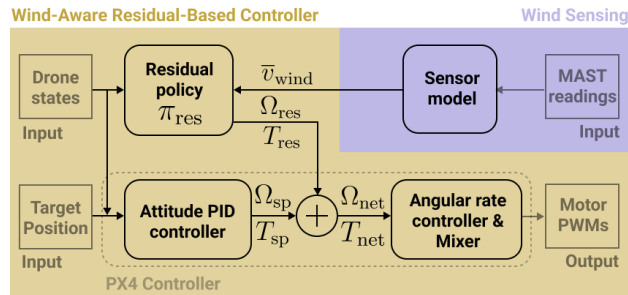 Wind-Aware Residual-Based Controller
Wind Sensing
Drone
states
Input
Residual
policy
π_res
v̅_wind
Ω_res
T_res
Sensor
model
MAST
readings
Input
Target
Position
Input
Attitude PID
controller
Ω_sp
T_sp
+
Ω_net
T_net
Angular rate
controller &
Mixer
Motor
PWMs
Output
PX4 Controller